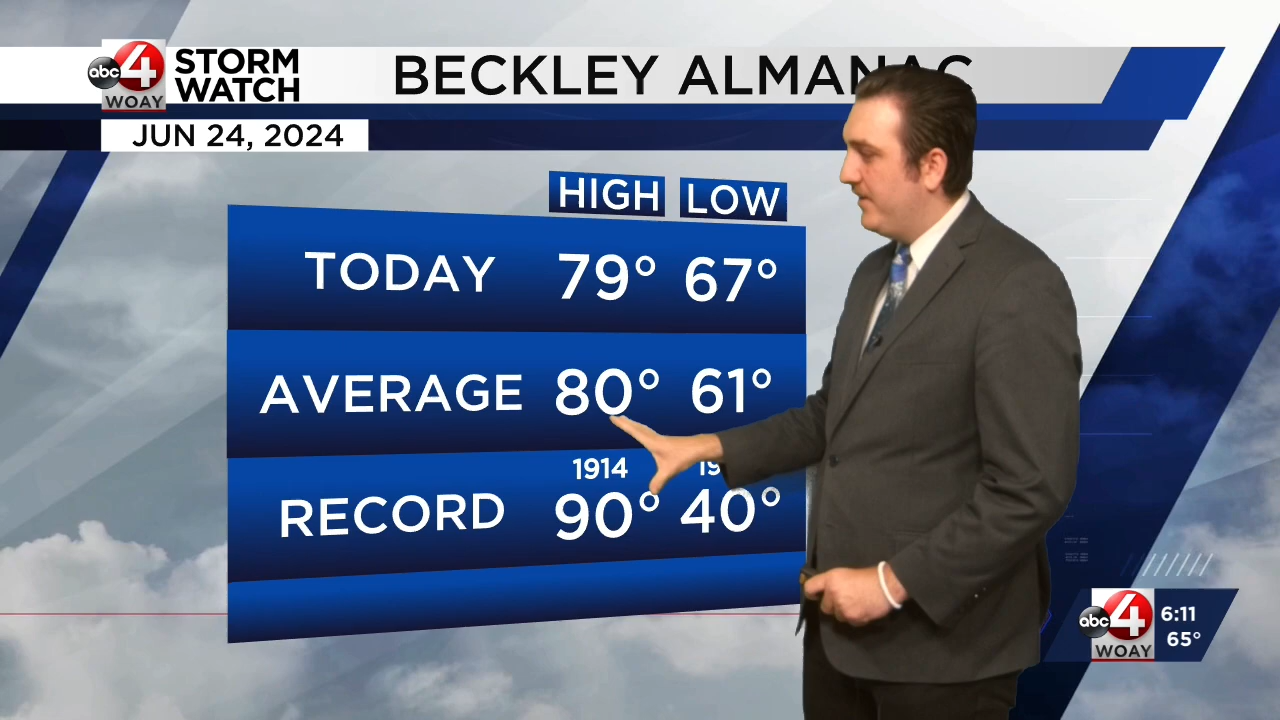 abc 4 WOAY
STORM WATCH
BECKLEY ALMANAC
JUN 24, 2024
HIGH LOW
TODAY 79° 67°
AVERAGE 80° 61°
1914
RECORD 90° 40°
abc 4 WOAY
6:11
65°